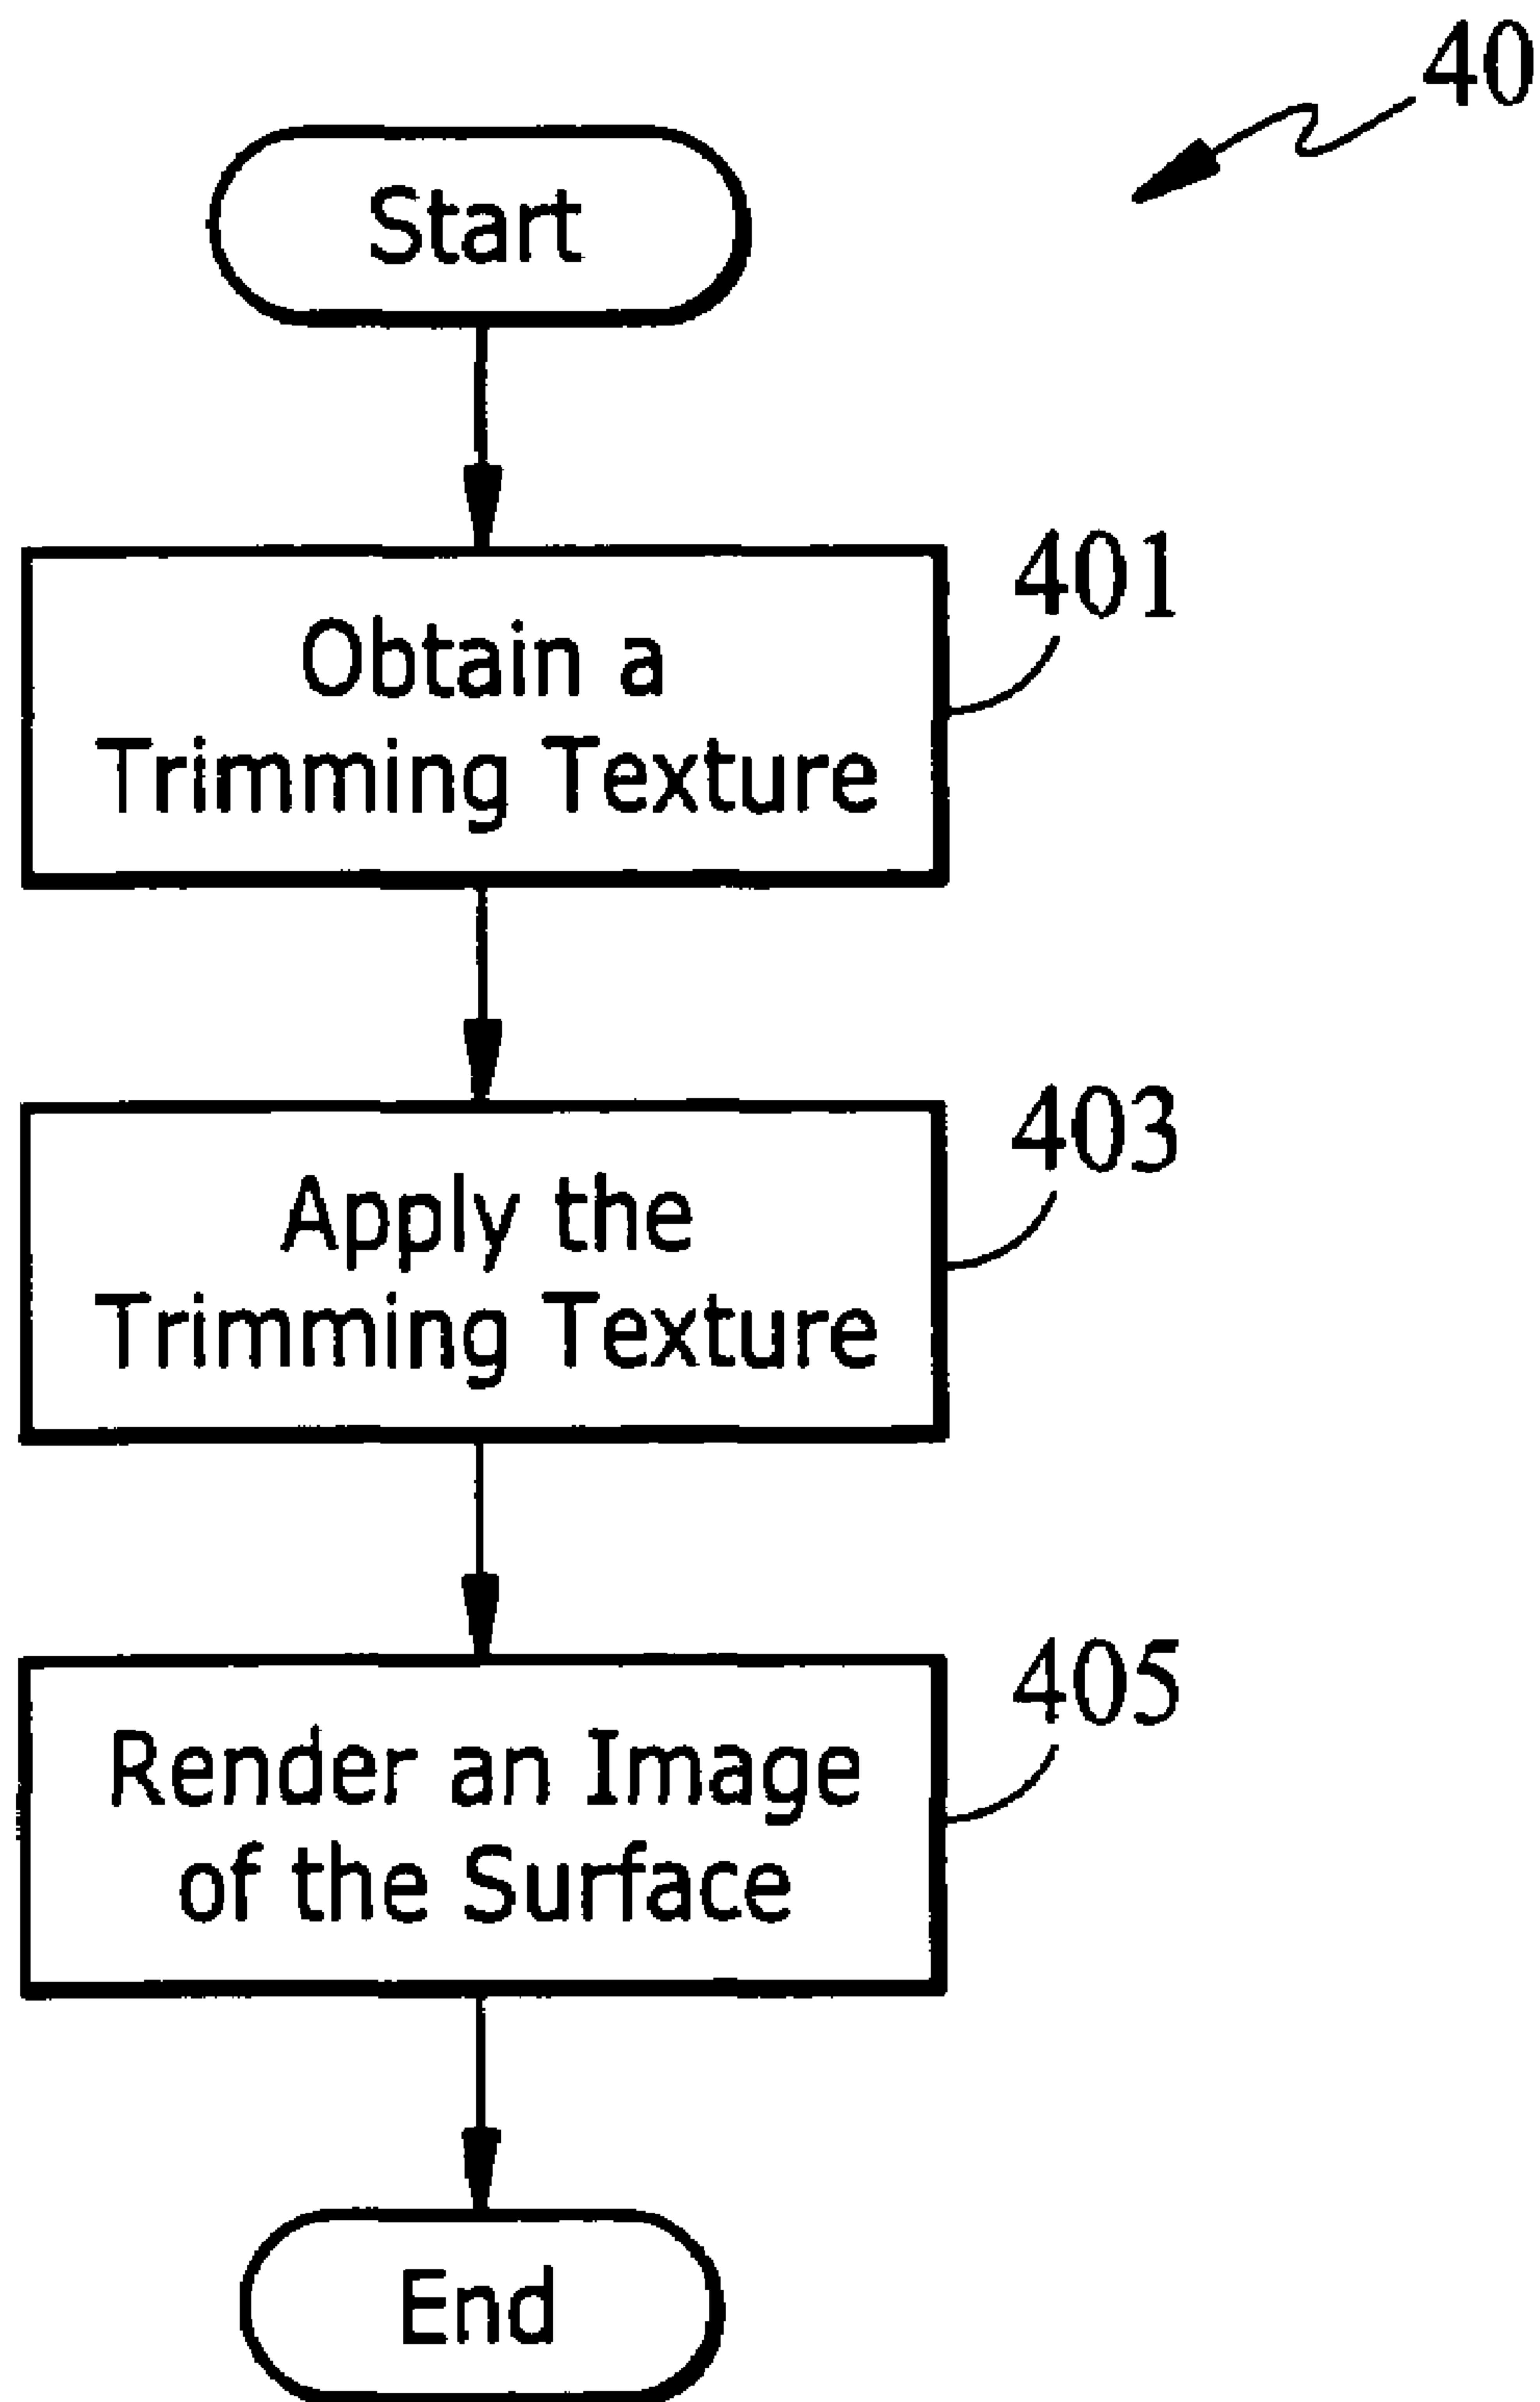 40
Start
401
Obtain a
Trimming Texture
403
Apply the
Trimming Texture
405
Render an Image
of the Surface
End